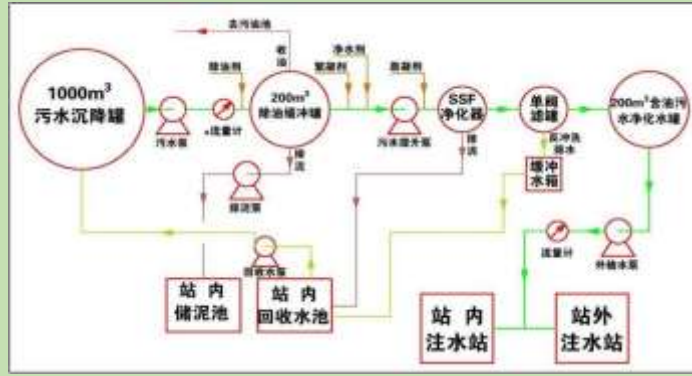 去污油池
收油
1000m³
污水沉降罐
污水泵
流量计
除油剂
200m³
除油缓冲罐
排泥
排泥泵
絮凝剂
净水剂
混凝剂
污水提升泵
SSF
净化器
排泥
单阀
滤罐
反冲洗
排水
缓冲
水箱
200m³含油污
水净化水罐
回收水泵
流量计
外输水泵
站 内
储泥池
站 内
回收水池
站 内
注水站
站外
注水站